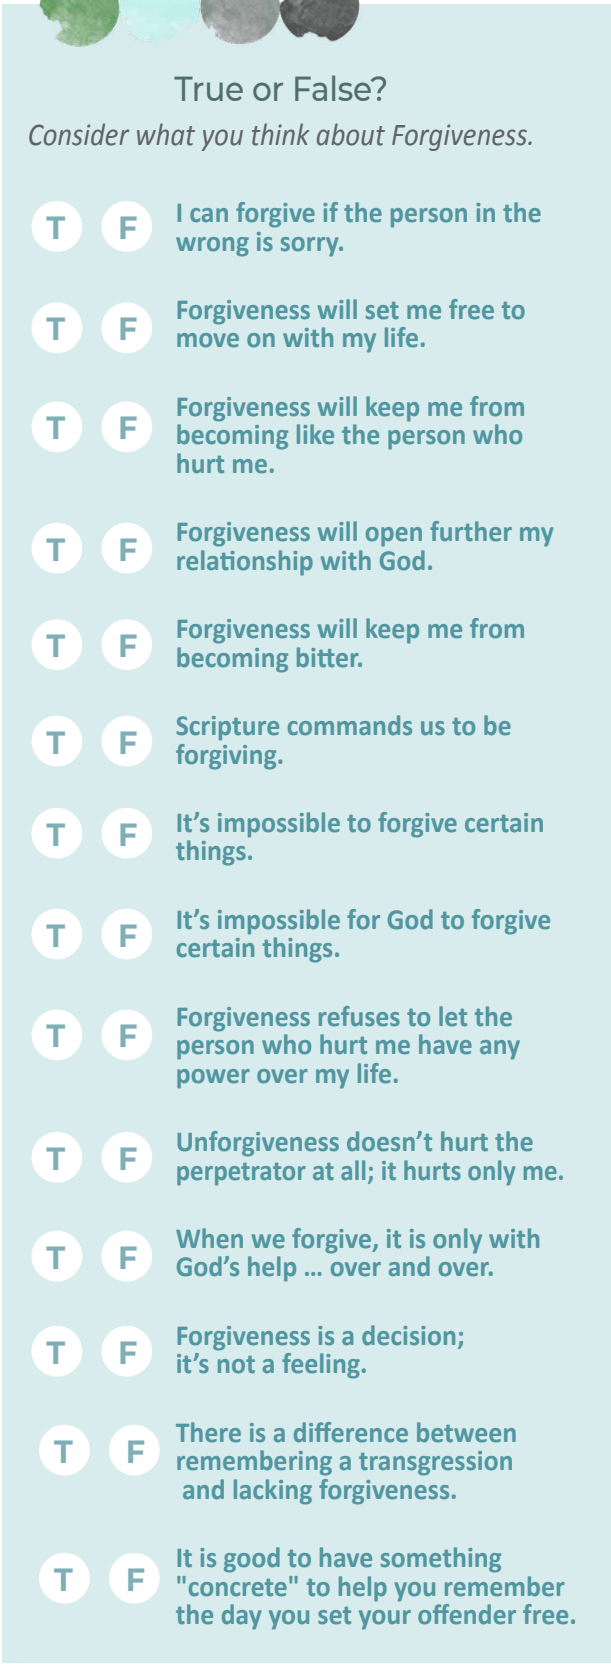 True or False?
Consider what you think about Forgiveness.
T F I can forgive if the person in the
wrong is sorry.
T F Forgiveness will set me free to
move on with my life.
T F Forgiveness will keep me from
becoming like the person who
hurt me.
T F Forgiveness will open further my
relationship with God.
T F Forgiveness will keep me from
becoming bitter.
T F Scripture commands us to be
forgiving.
T F It’s impossible to forgive certain
things.
T F It’s impossible for God to forgive
certain things.
T F Forgiveness refuses to let the
person who hurt me have any
power over my life.
T F Unforgiveness doesn’t hurt the
perpetrator at all; it hurts only me.
T F When we forgive, it is only with
God’s help ... over and over.
T F Forgiveness is a decision;
it’s not a feeling.
T F There is a difference between
remembering a transgression
and lacking forgiveness.
T F It is good to have something
"concrete" to help you remember
the day you set your offender free.